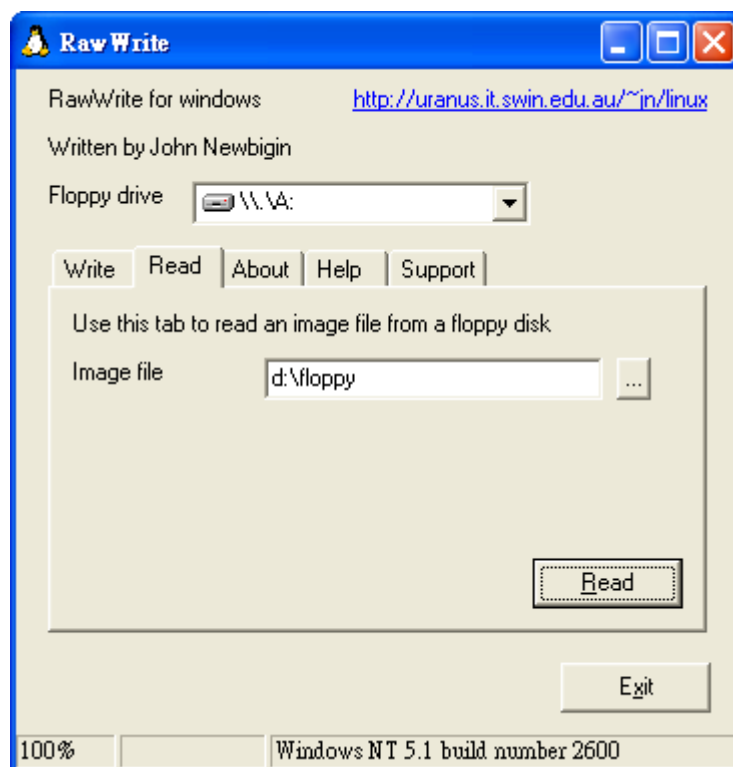 RawWrite
RawWrite for windows http://uranus.it.swin.edu.au/~jn/linux
Written by John Newbigin
Floppy drive \\.\A:
Write Read About Help Support
Use this tab to read an image file from a floppy disk
Image file d:\floppy ...
Read
Exit
100% Windows NT 5.1 build number 2600